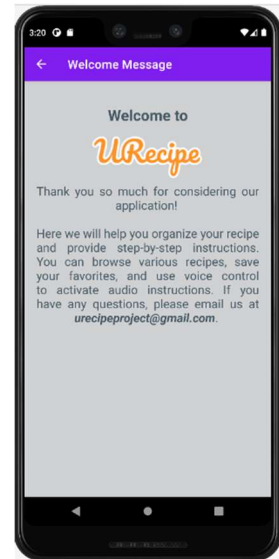 3:20
Welcome Message
Welcome to
URecipe
Thank you so much for considering our
application!
Here we will help you organize your recipe
and provide step-by-step instructions.
You can browse various recipes, save
your favorites, and use voice control
to activate audio instructions. If you
have any questions, please email us at
urecipeproject@gmail.com.